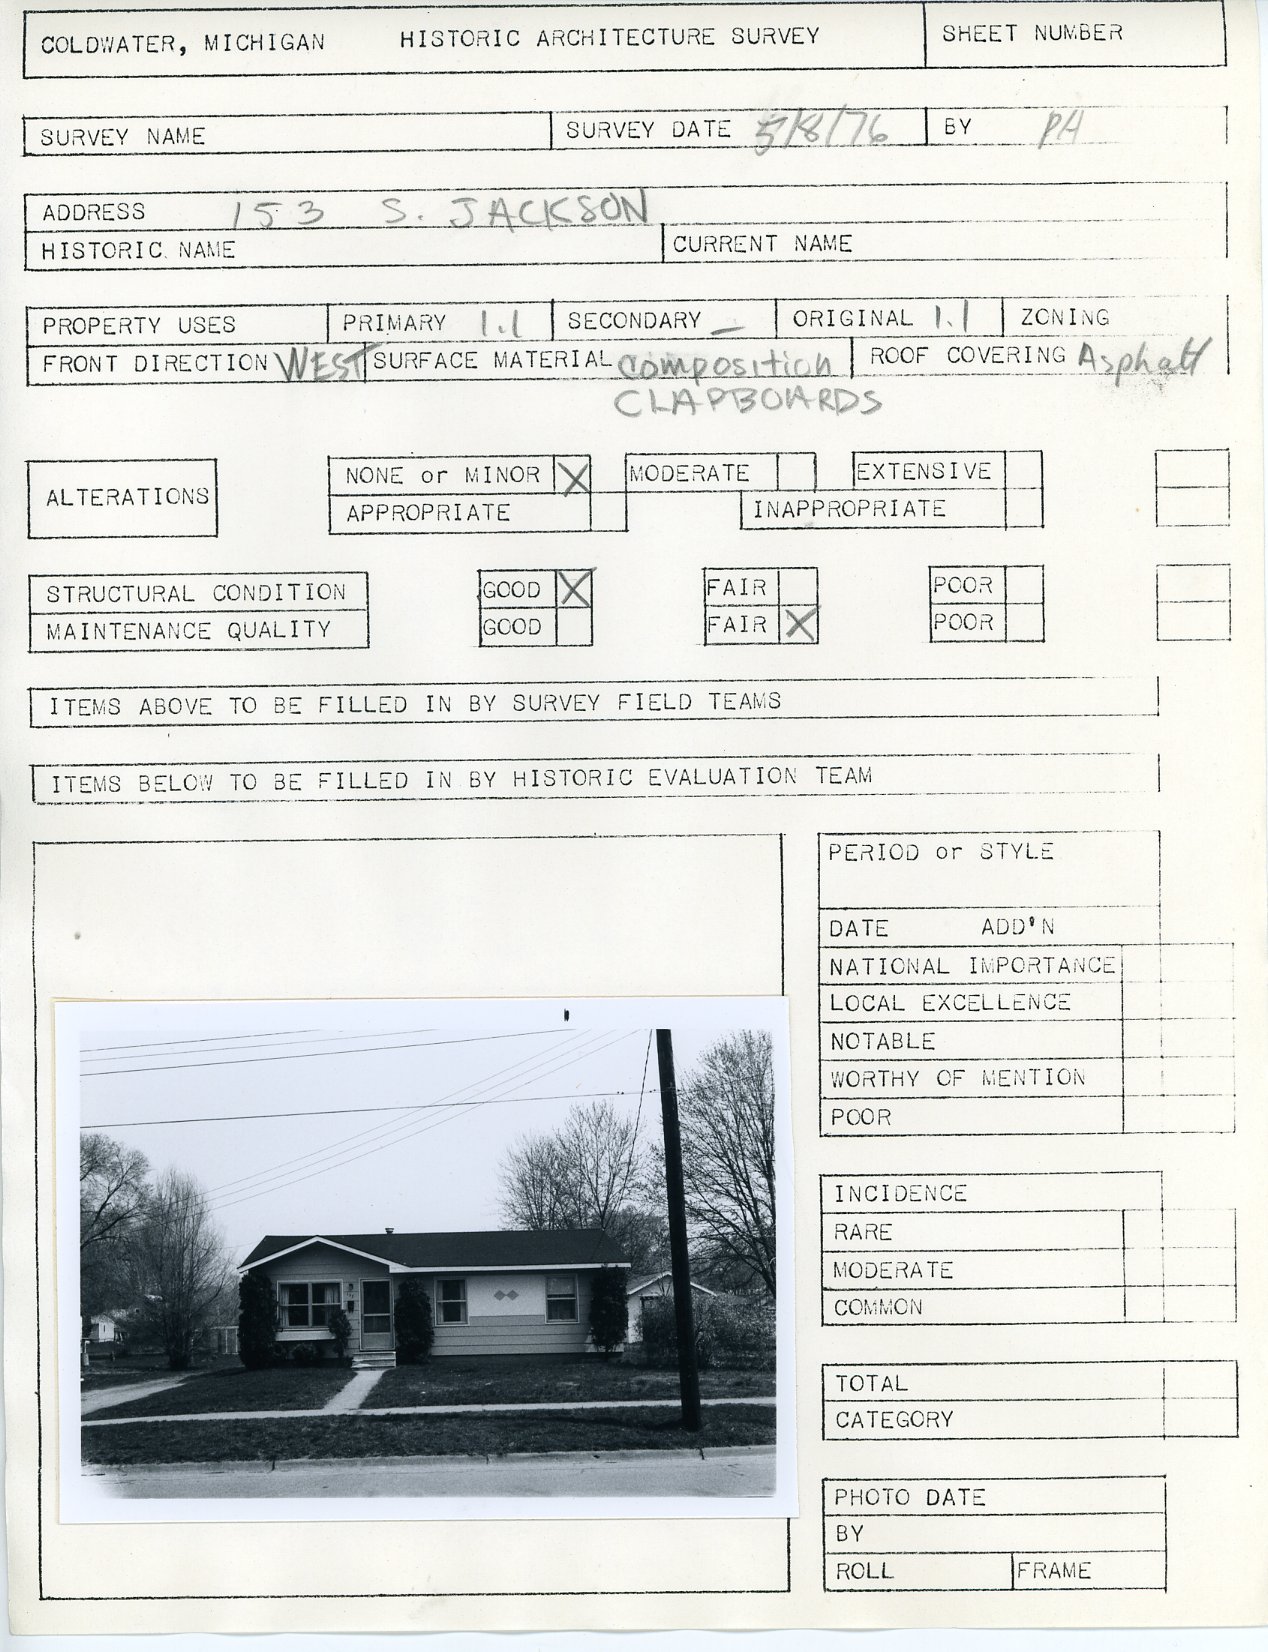 COLDWATER, MICHIGAN HISTORIC ARCHITECTURE SURVEY SHEET NUMBER
SURVEY NAME SURVEY DATE 5/8/76 BY PA
ADDRESS 153 S. JACKSON
HISTORIC NAME CURRENT NAME
PROPERTY USES PRIMARY 1.1 SECONDARY — ORIGINAL 1.1 ZONING
FRONT DIRECTION WEST SURFACE MATERIAL composition ROOF COVERING Asphalt
CLAPBOARDS
ALTERATIONS
NONE or MINOR X MODERATE EXTENSIVE
APPROPRIATE INAPPROPRIATE
STRUCTURAL CONDITION GOOD X FAIR POOR
MAINTENANCE QUALITY GOOD FAIR X POOR
ITEMS ABOVE TO BE FILLED IN BY SURVEY FIELD TEAMS
ITEMS BELOW TO BE FILLED IN BY HISTORIC EVALUATION TEAM
PERIOD or STYLE
DATE ADD'N
NATIONAL IMPORTANCE
LOCAL EXCELLENCE
NOTABLE
WORTHY OF MENTION
POOR
INCIDENCE
RARE
MODERATE
COMMON
TOTAL
CATEGORY
PHOTO DATE
BY
ROLL FRAME